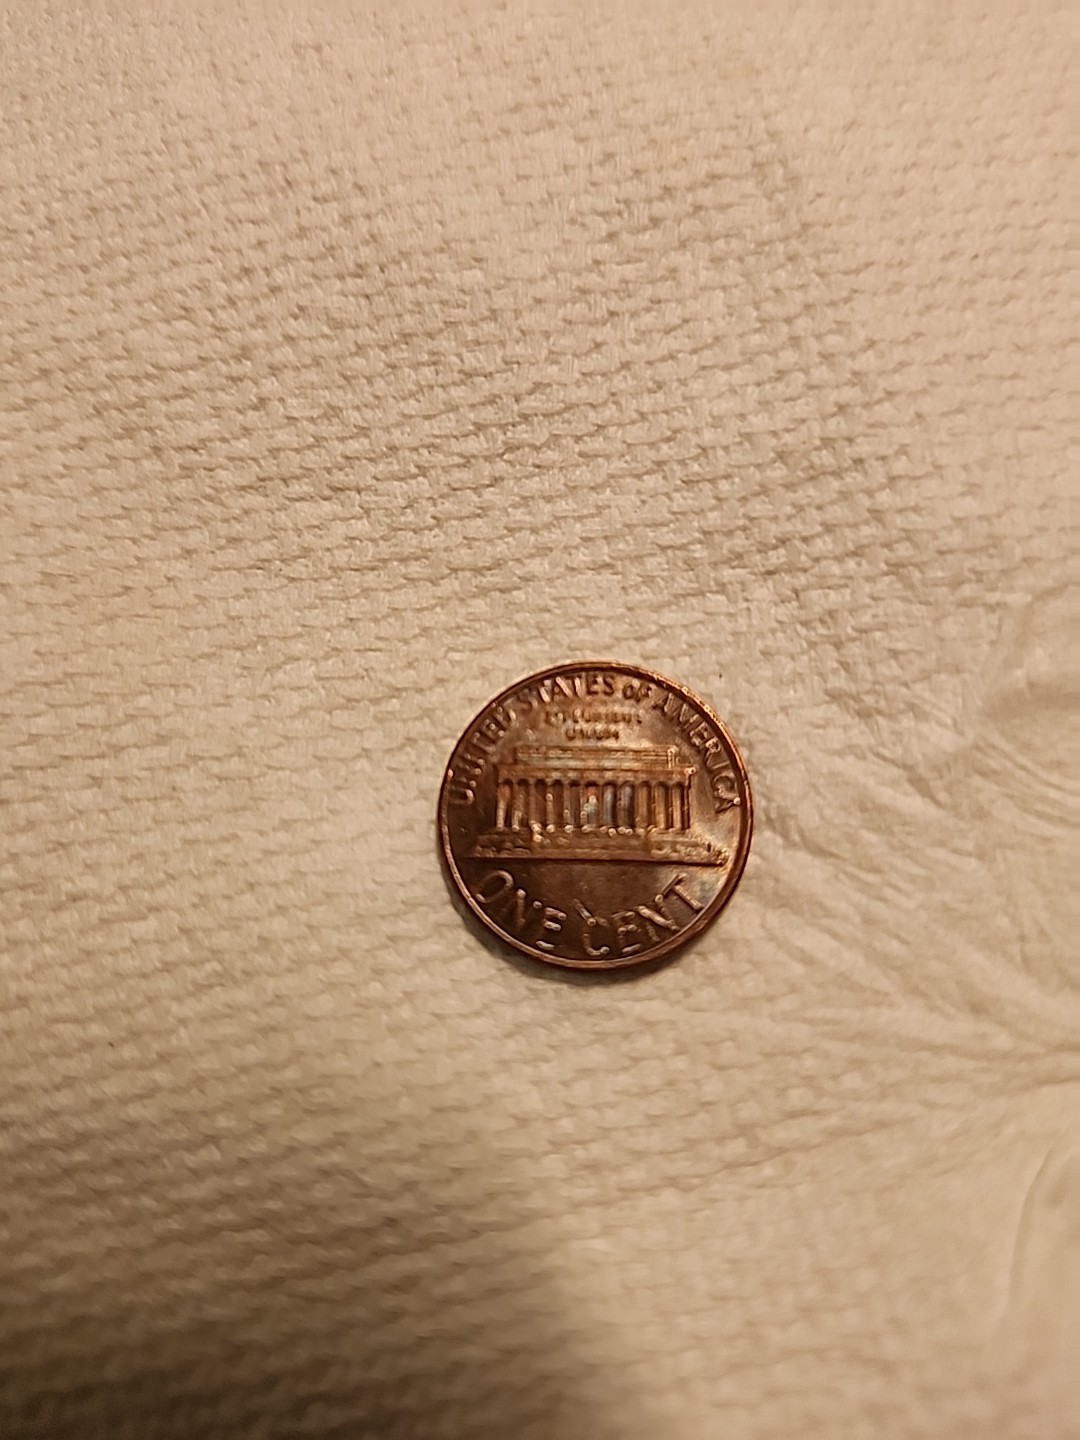 UNITED STATES OF AMERICA
E PLURIBUS
UNUM
ONE CENT